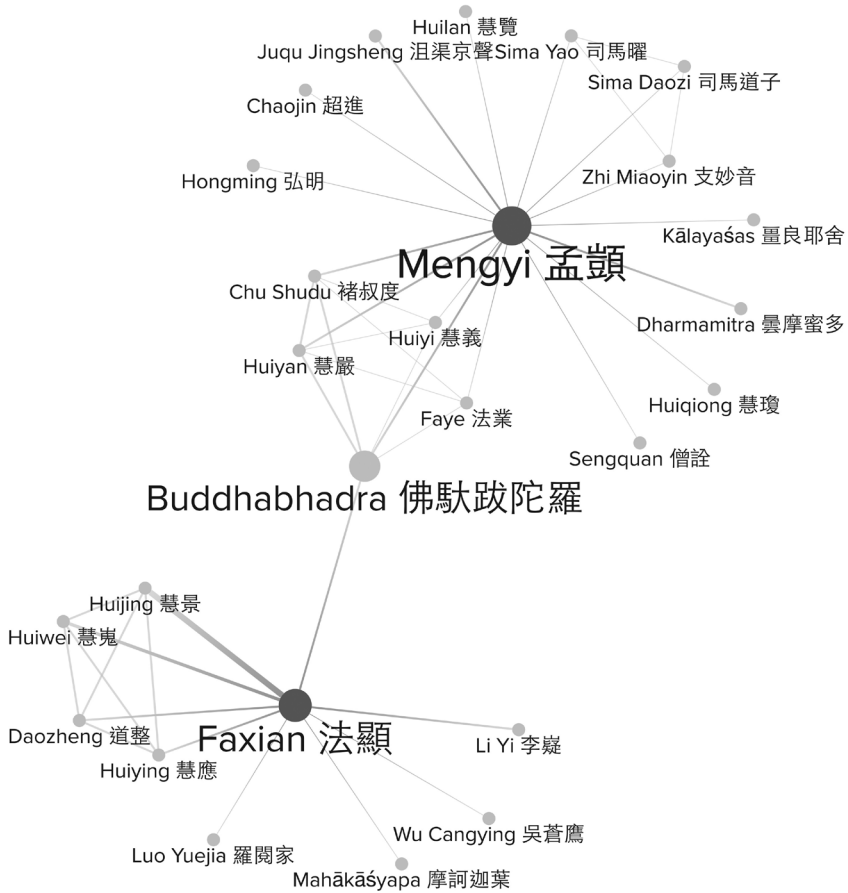 Huilan 慧覽
Juqu Jingsheng 沮渠京聲
Sima Yao 司馬曜
Sima Daozi 司馬道子
Chaojin 超進
Zhi Miaoyin 支妙音
Hongming 弘明
Kālayaśas 畺良耶舍
Mengyi 孟顗
Chu Shudu 褚叔度
Dharmamitra 曇摩蜜多
Huiyi 慧義
Huiyan 慧嚴
Huiqiong 慧瓊
Faye 法業
Sengquan 僧詮
Buddhabhadra 佛馱跋陀羅
Huijing 慧景
Huiwei 慧嵬
Daozheng 道整
Faxian 法顯
Li Yi 李嶷
Huiying 慧應
Wu Cangying 吳蒼鷹
Luo Yuejia 羅閱家
Mahākāśyapa 摩訶迦葉